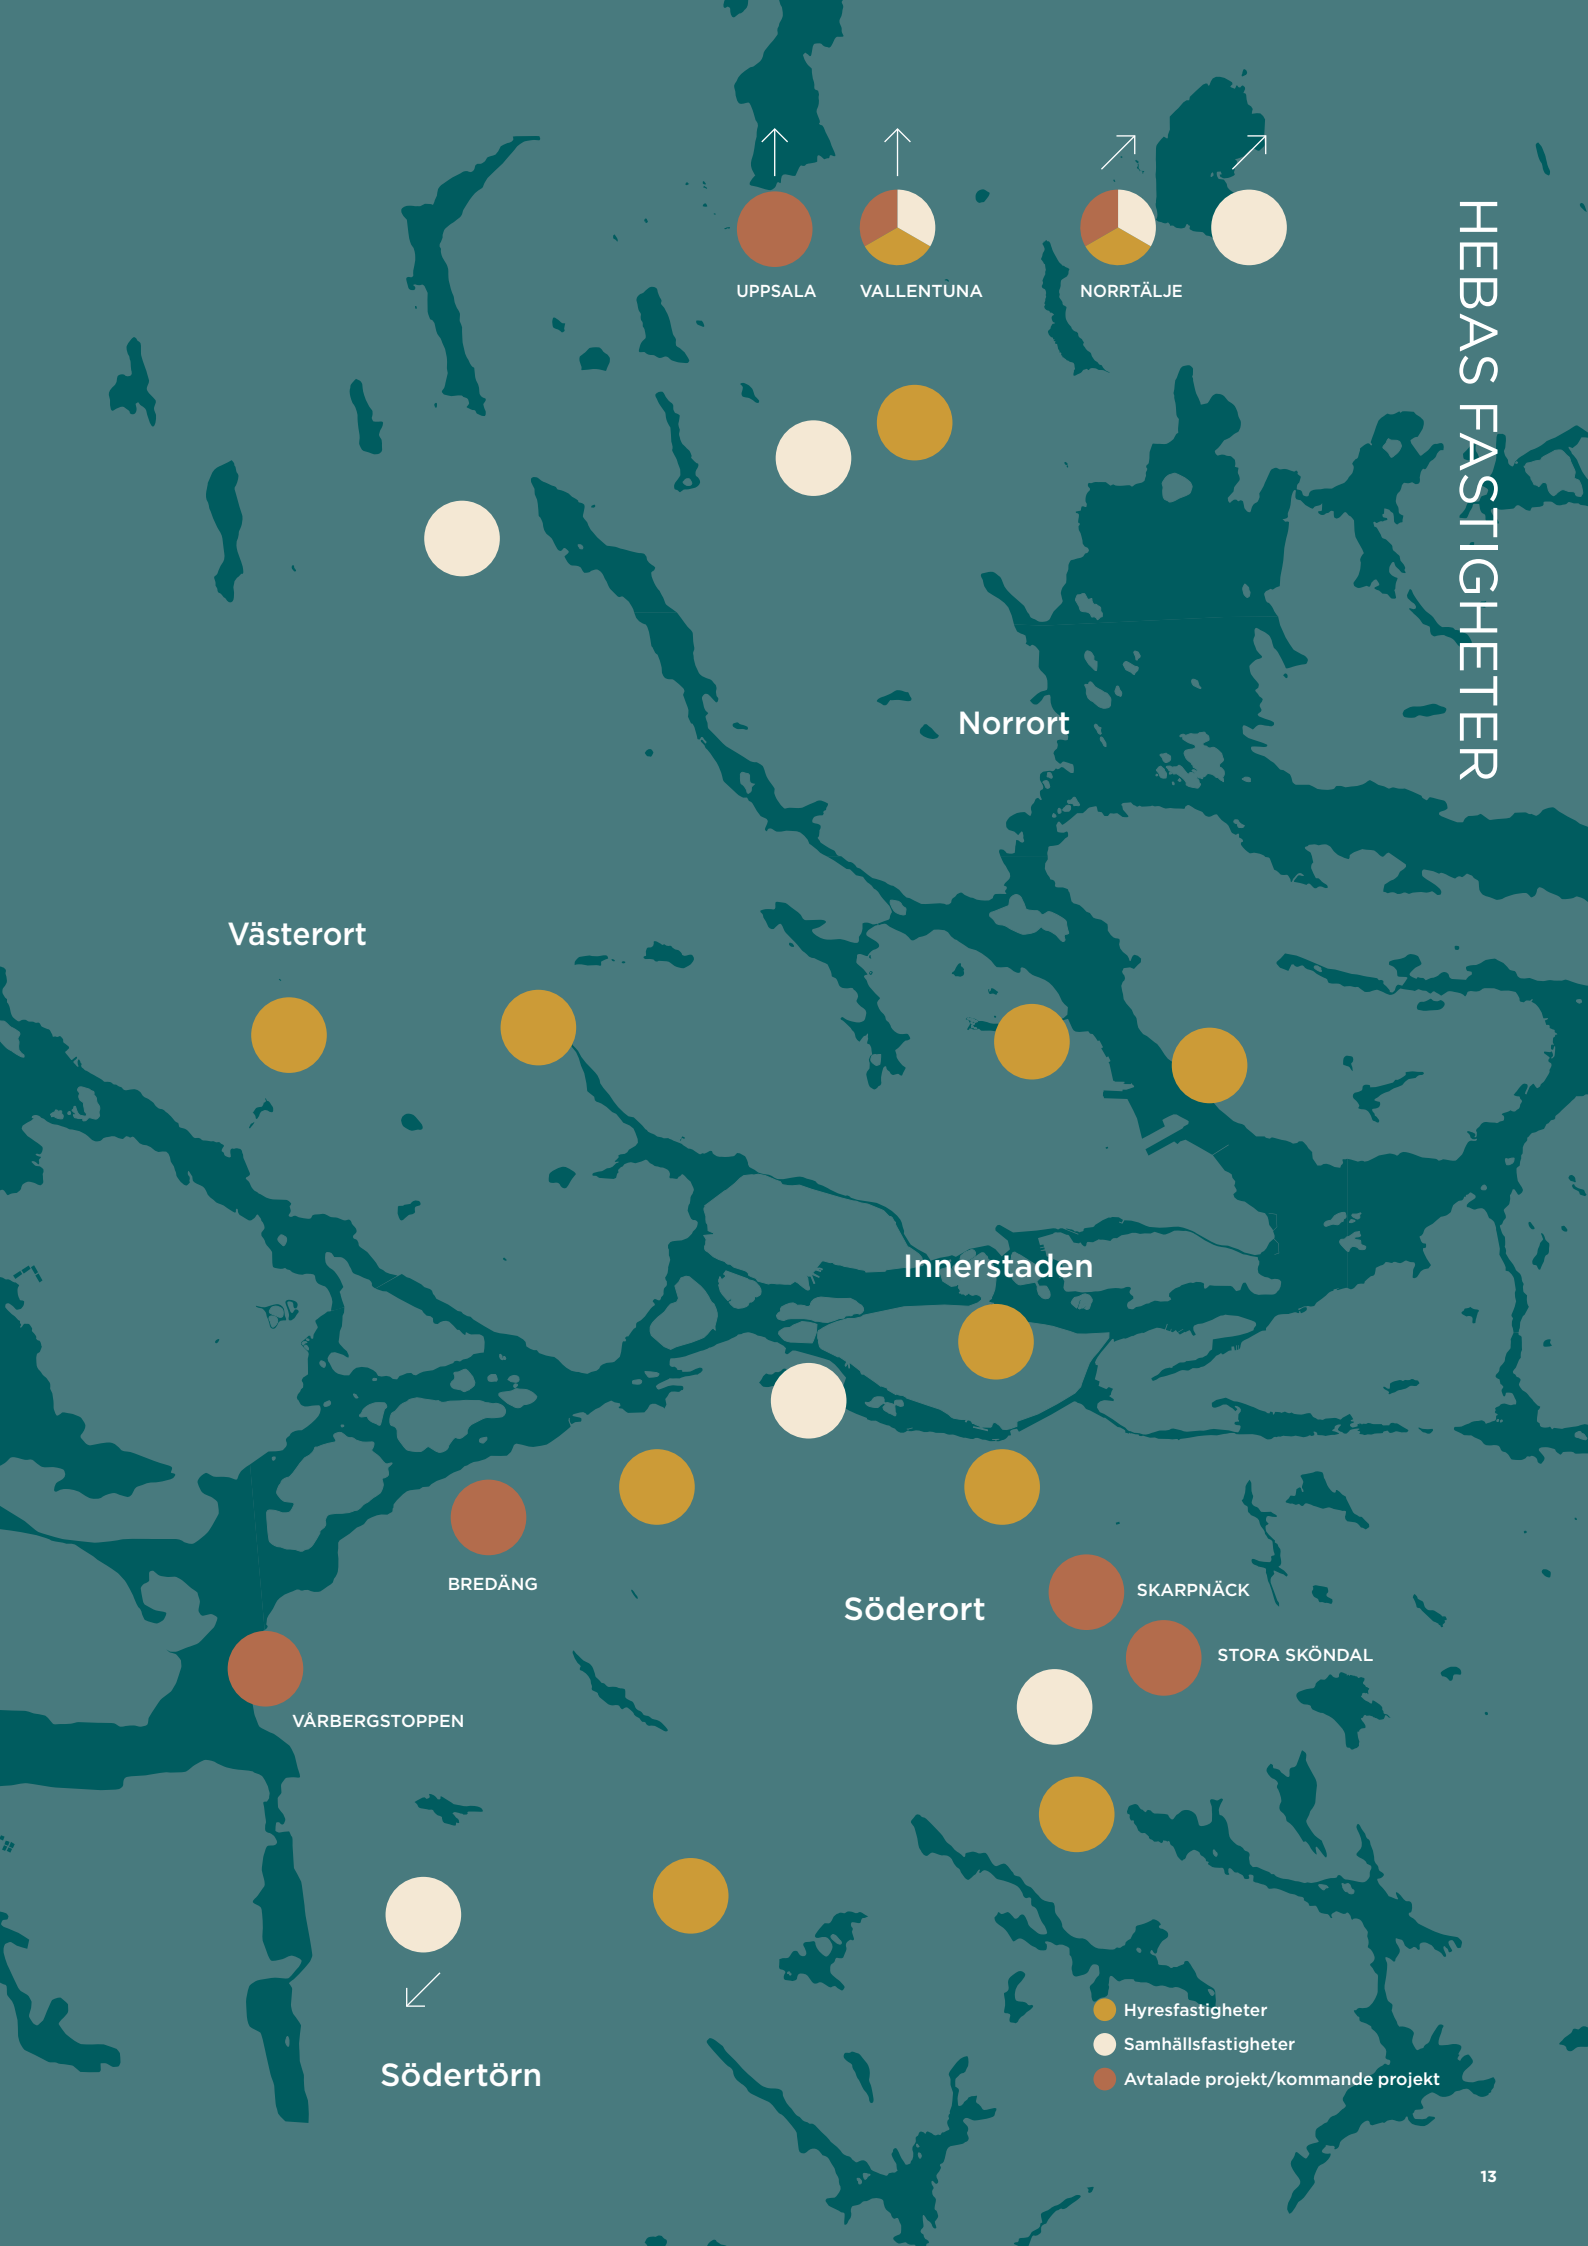 HEBAS FASTIGHETER
UPPSALA
VALLENTUNA
NORRTÄLJE
Norrort
Västerort
Innerstaden
BREDÄNG
SKARPNÄCK
Söderort
STORA SKÖNDAL
VÅRBERGSTOPPEN
Hyresfastigheter
Samhällsfastigheter
Avtalade projekt/kommande projekt
Södertörn
13